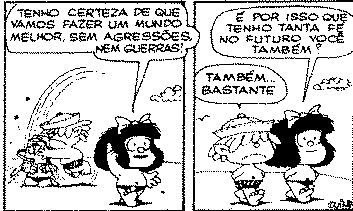 TENHO CERTEZA DE QUE
VAMOS FAZER UM MUNDO
MELHOR, SEM AGRESSÕES,
NEM GUERRAS!
É POR ISSO QUE
TENHO TANTA FÉ
NO FUTURO VOCÊ
TAMBÉM?
TAMBÉM...
BASTANTE